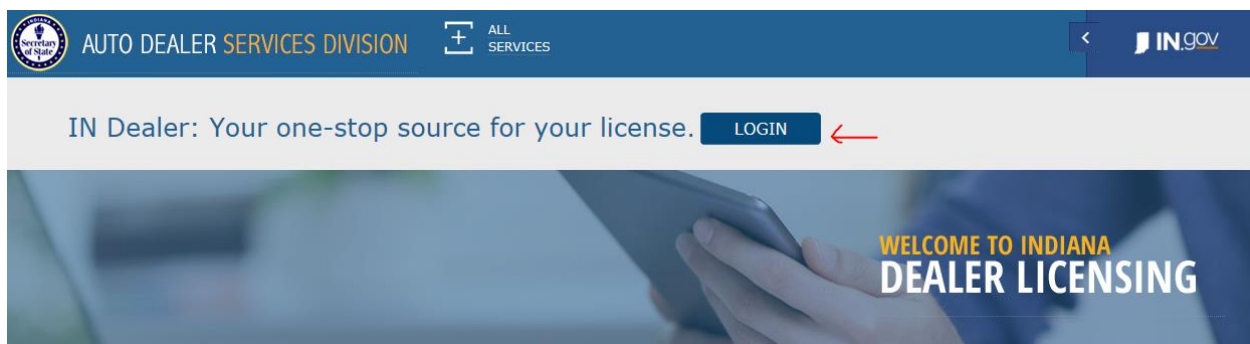 INDIANA
Secretary
of State
AUTO DEALER SERVICES DIVISION
+
ALL
SERVICES
<
IN.gov
IN Dealer: Your one-stop source for your license.
LOGIN
WELCOME TO INDIANA
DEALER LICENSING